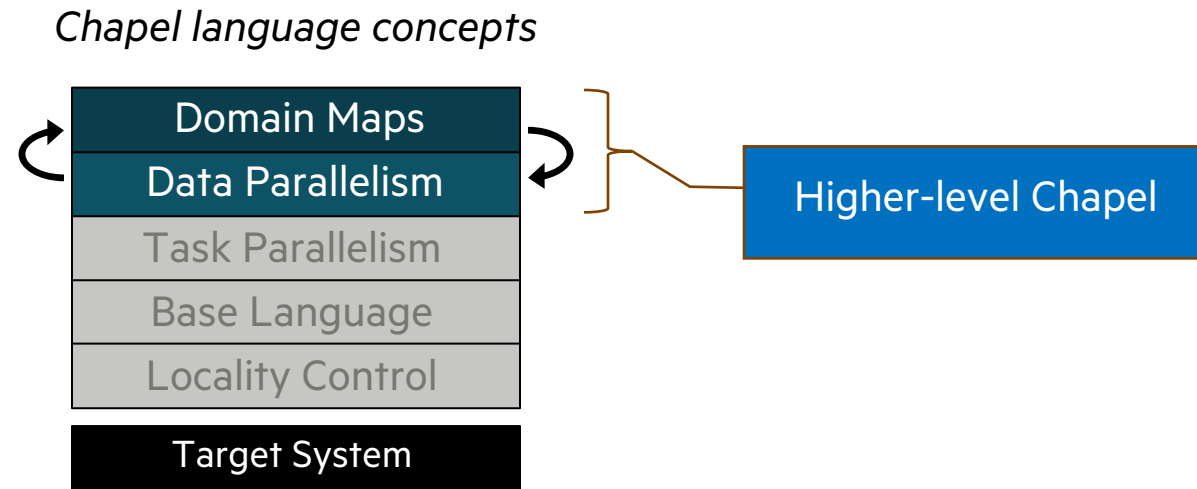 Chapel language concepts
Domain Maps
Data Parallelism
Task Parallelism
Base Language
Locality Control
Target System
Higher-level Chapel